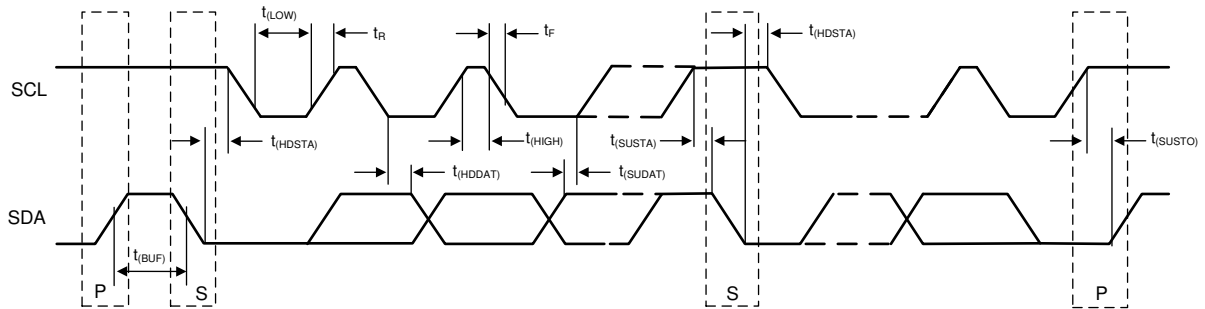 t(LOW)
tR
tF
t(HDSTA)
SCL
t(HDSTA)
t(HIGH)
t(SUSTA)
t(SUSTO)
t(HDDAT)
t(SUDAT)
SDA
t(BUF)
P
S
S
P